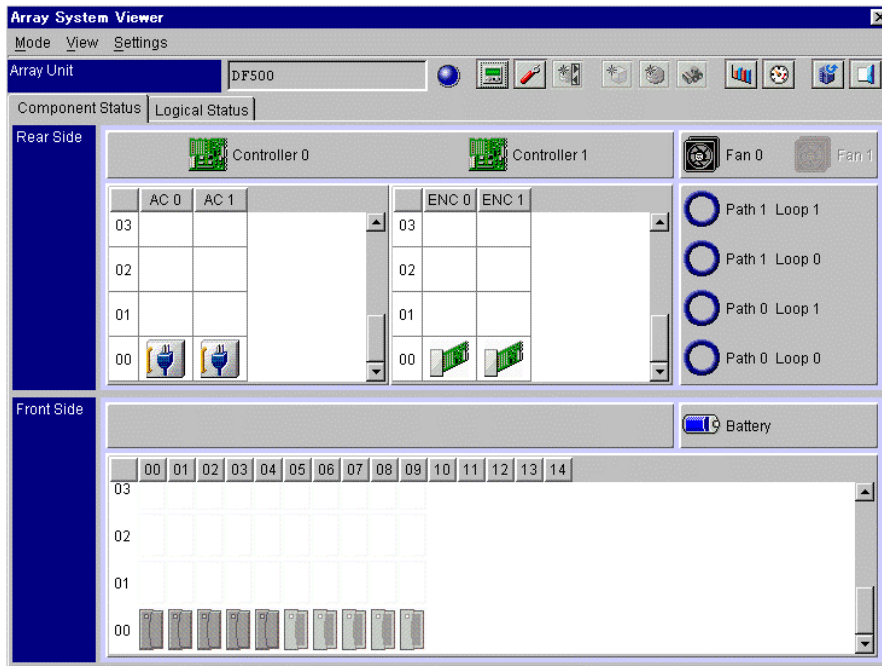 Array System Viewer
Mode View Settings
Array Unit
DF500
Component Status Logical Status
Rear Side
Controller 0 Controller 1 Fan 0 Fan 1
AC 0 AC 1
03
02
01
00
ENC 0 ENC 1
03
02
01
00
Path 1 Loop 1
Path 1 Loop 0
Path 0 Loop 1
Path 0 Loop 0
Front Side
Battery
00 01 02 03 04 05 06 07 08 09 10 11 12 13 14
03
02
01
00